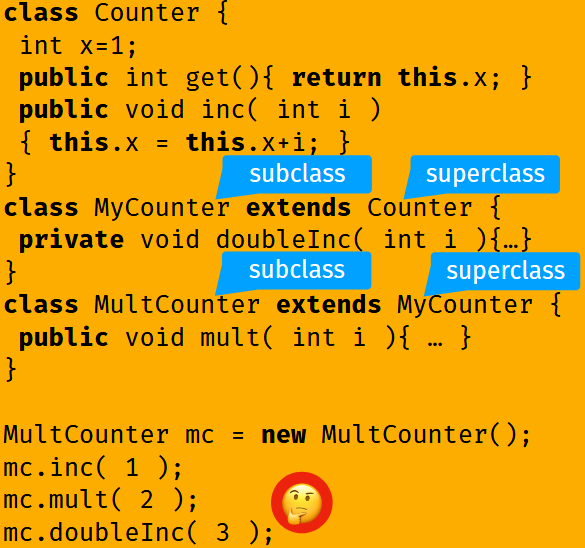 class Counter {
int x=1;
public int get(){ return this.x; }
public void inc( int i )
{ this.x = this.x+i; }
}
subclass superclass
class MyCounter extends Counter {
private void doubleInc( int i ){…}
}
subclass superclass
class MultCounter extends MyCounter {
public void mult( int i ){ … }
}
MultCounter mc = new MultCounter();
mc.inc( 1 );
mc.mult( 2 );
mc.doubleInc( 3 );